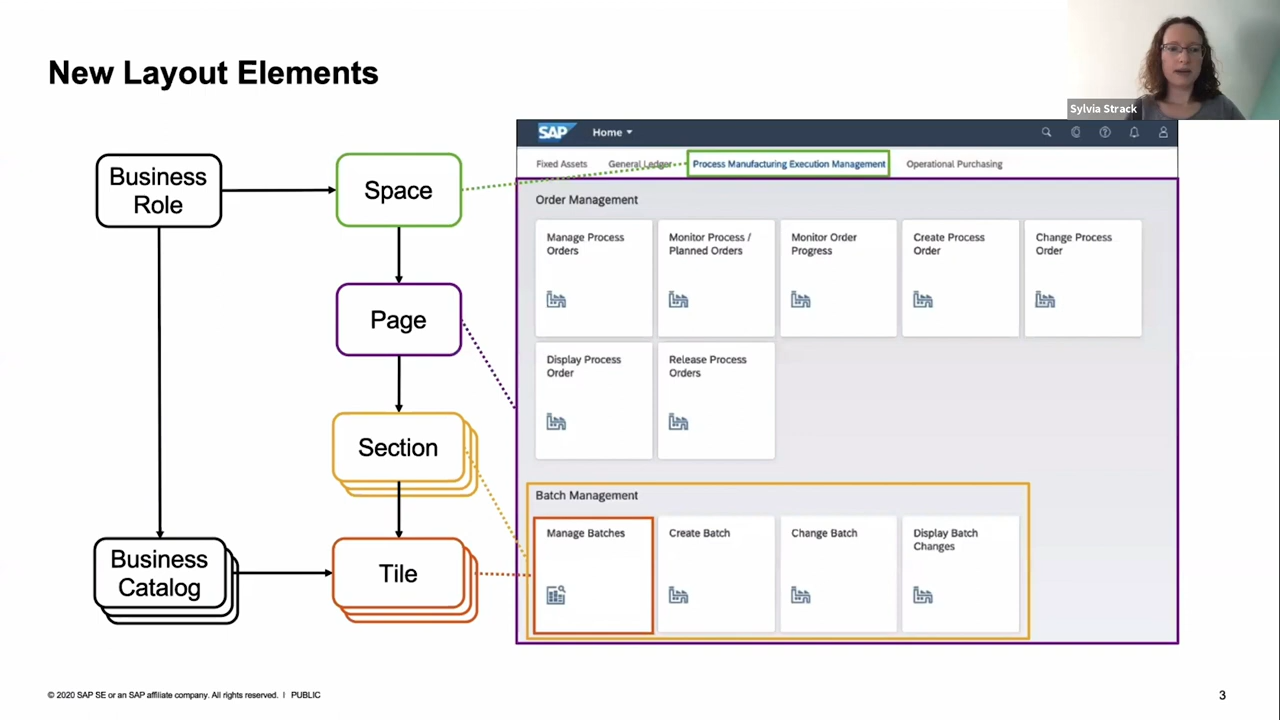 New Layout Elements
Sylvia Strack
Business
Role
Space
Page
Section
Business
Catalog
Tile
SAP Home
Fixed Assets General Ledger Process Manufacturing Execution Management Operational Purchasing
Order Management
Manage Process
Orders
Monitor Process /
Planned Orders
Monitor Order
Progress
Create Process
Order
Change Process
Order
Display Process
Order
Release Process
Orders
Batch Management
Manage Batches
Create Batch
Change Batch
Display Batch
Changes
© 2020 SAP SE or an SAP affiliate company. All rights reserved. I PUBLIC
3